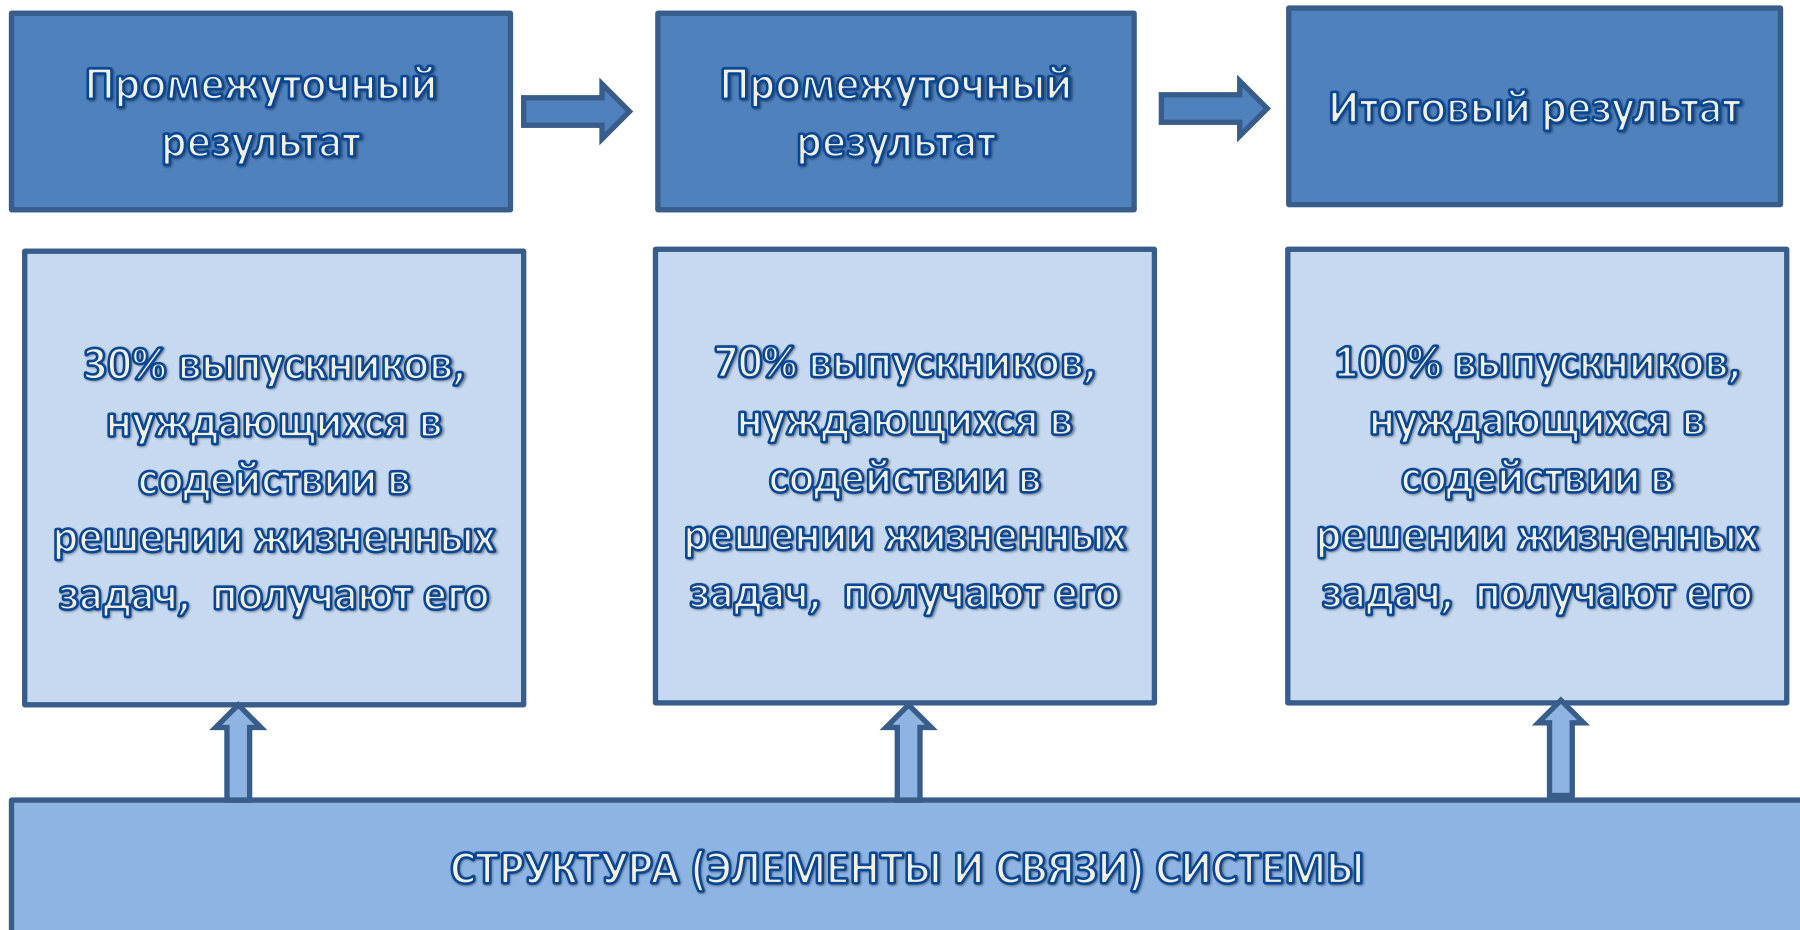 Промежуточный
результат
Промежуточный
результат
Итоговый результат
30% выпускников,
нуждающихся в
содействии в
решении жизненных
задач,  получают его
70% выпускников,
нуждающихся в
содействии в
решении жизненных
задач,  получают его
100% выпускников,
нуждающихся в
содействии в
решении жизненных
задач,  получают его
СТРУКТУРА (ЭЛЕМЕНТЫ И СВЯЗИ) СИСТЕМЫ